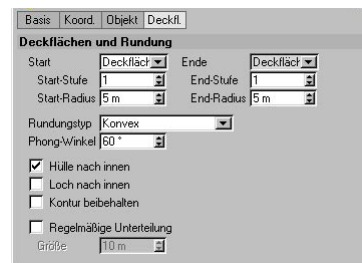 Basis Koord. Objekt Deckfl.
Deckflächen und Rundung
Start Deckfläch Ende Deckfläch
Start-Stufe 1 End-Stufe 1
Start-Radius 5 m End-Radius 5 m
Rundungstyp Konvex
Phong-Winkel 60 °
Hülle nach innen
Loch nach innen
Kontur beibehalten
Regelmäßige Unterteilung
Größe 10 m